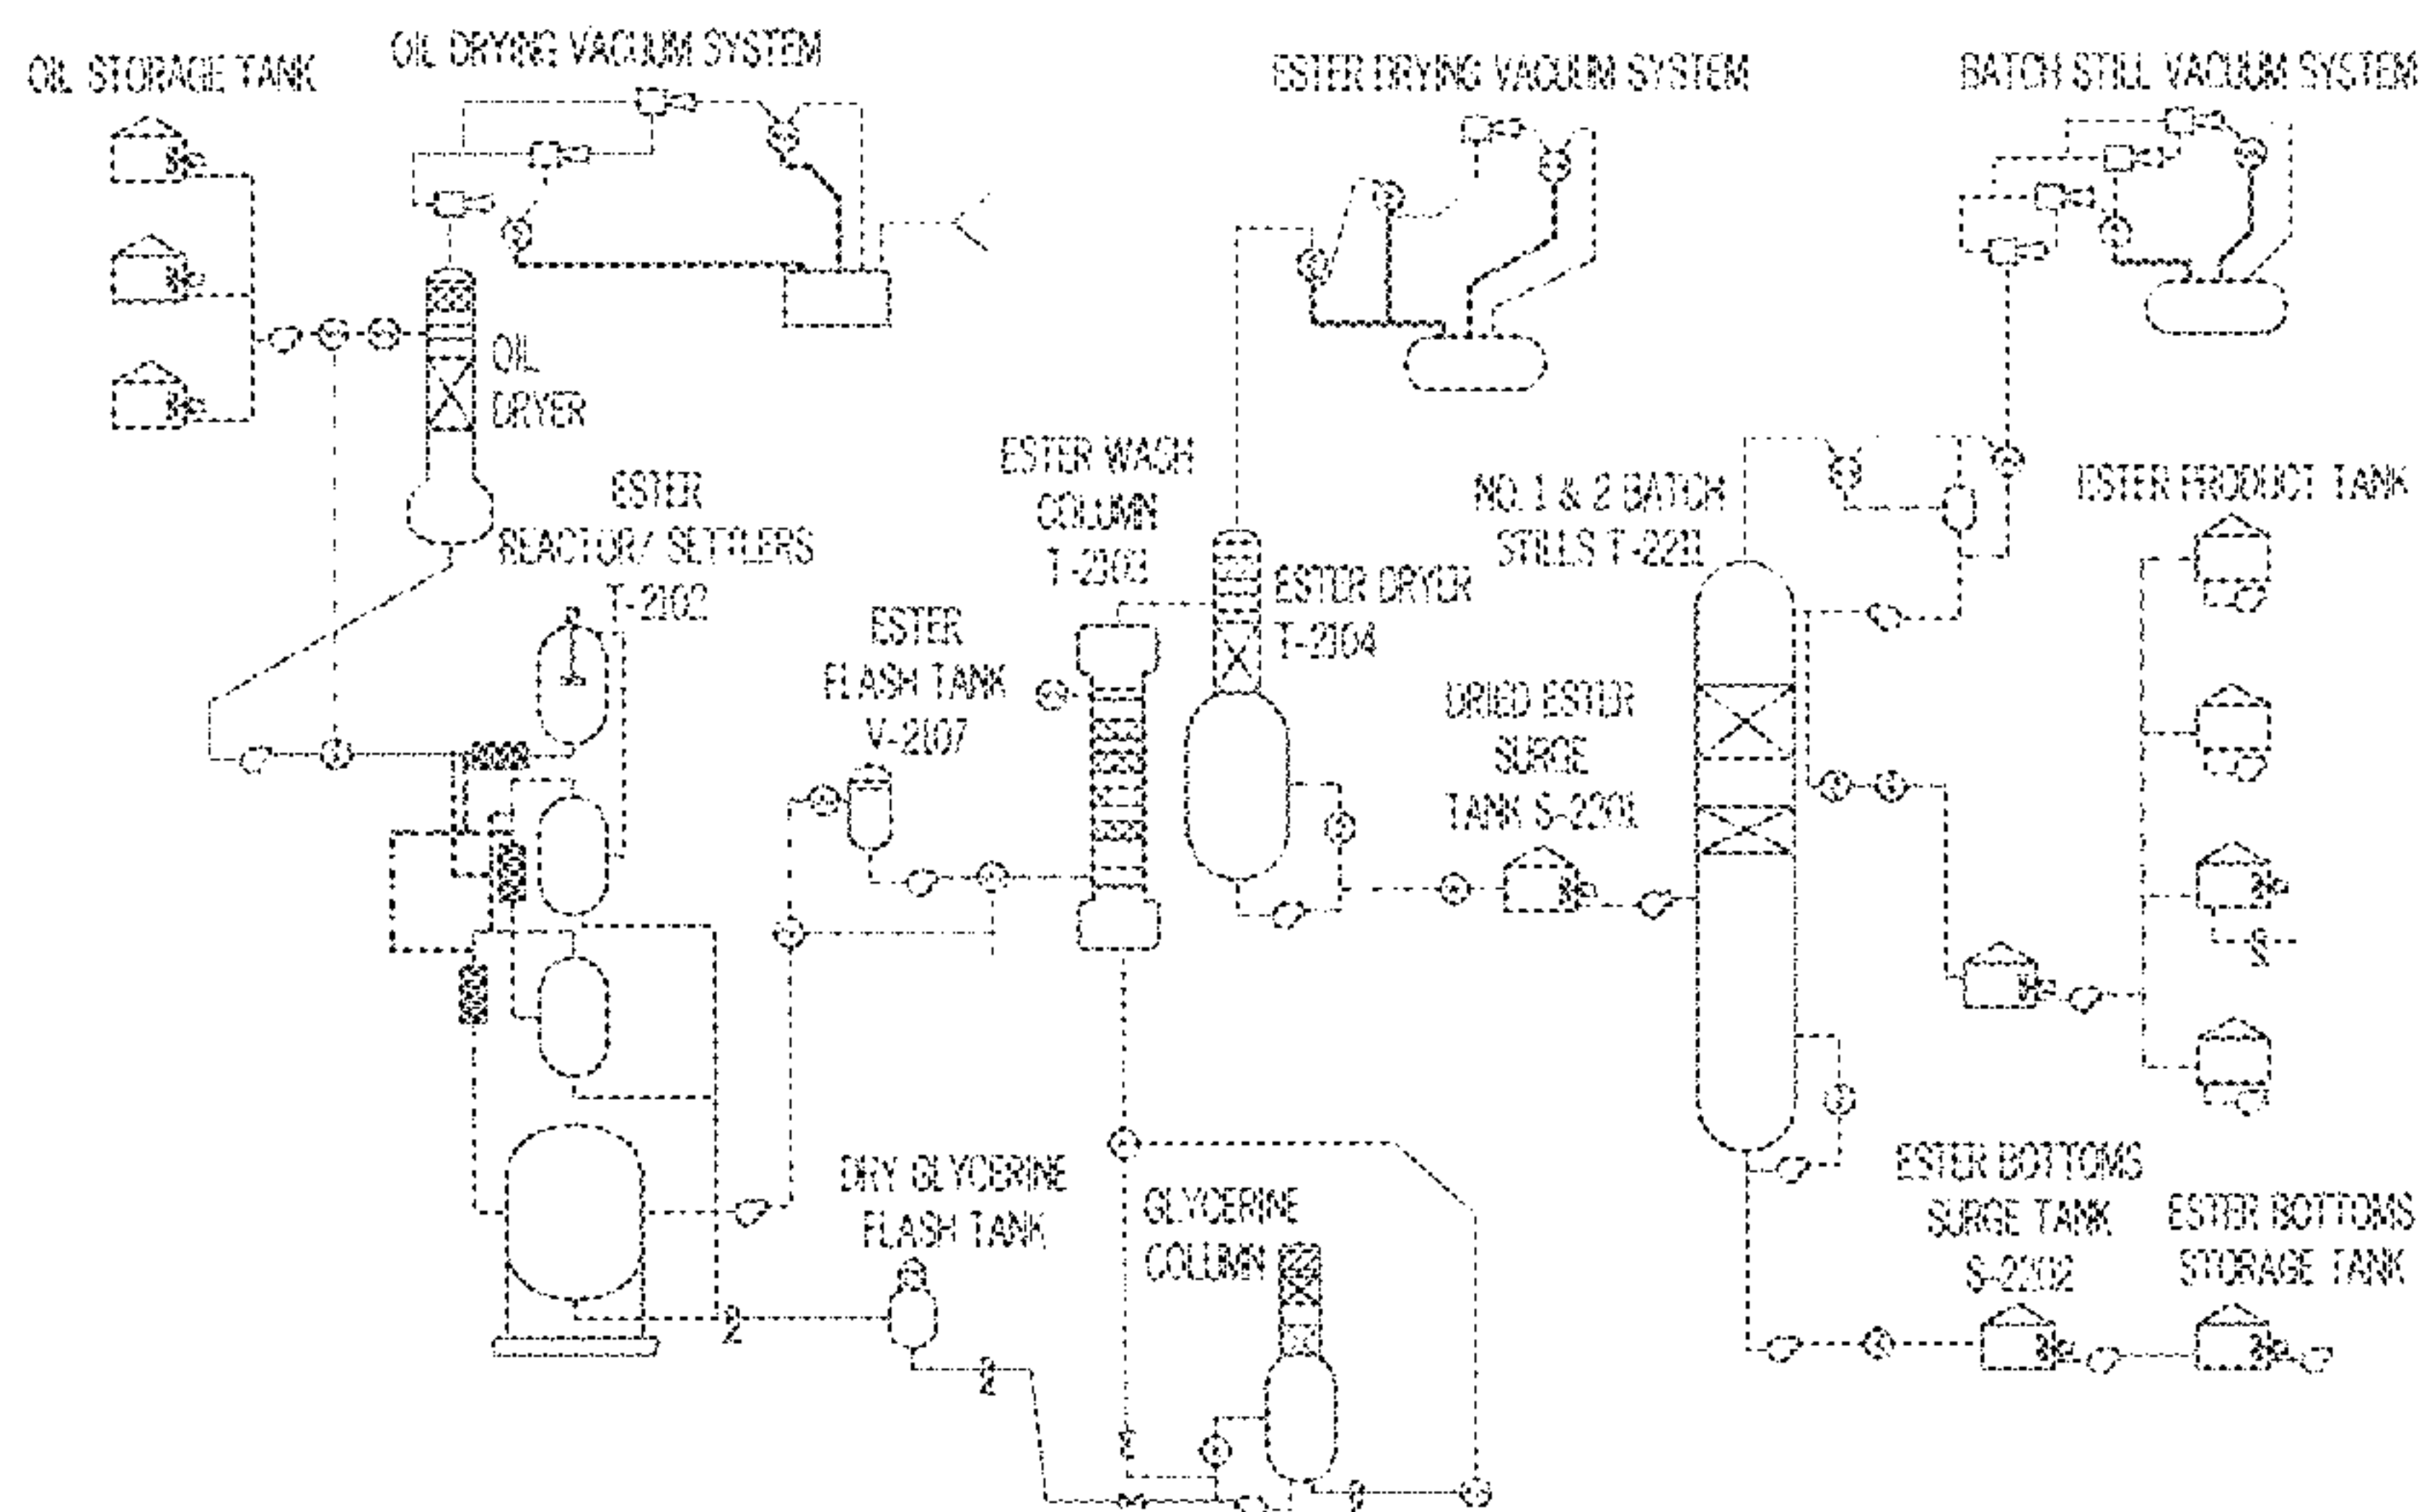 OIL STORAGE TANK
OIL DRYING VACUUM SYSTEM
ESTER DRYING VACUUM SYSTEM
BATCH STILL VACUUM SYSTEM
OIL
DRYER
ESTER
REACTOR/ SETTLERS
T-2102
ESTER
FLASH TANK
V-2107
ESTER WASH
COLUMN
T-2103
ESTER DRYER
T-2104
DRIED ESTER
SURGE
TANK S-2201
NO. 1 & 2 BATCH
STILLS T-2211
ESTER PRODUCT TANK
DRY GLYCERINE
FLASH TANK
GLYCERINE
COLUMN
ESTER BOTTOMS
SURGE TANK
S-2202
ESTER BOTTOMS
STORAGE TANK